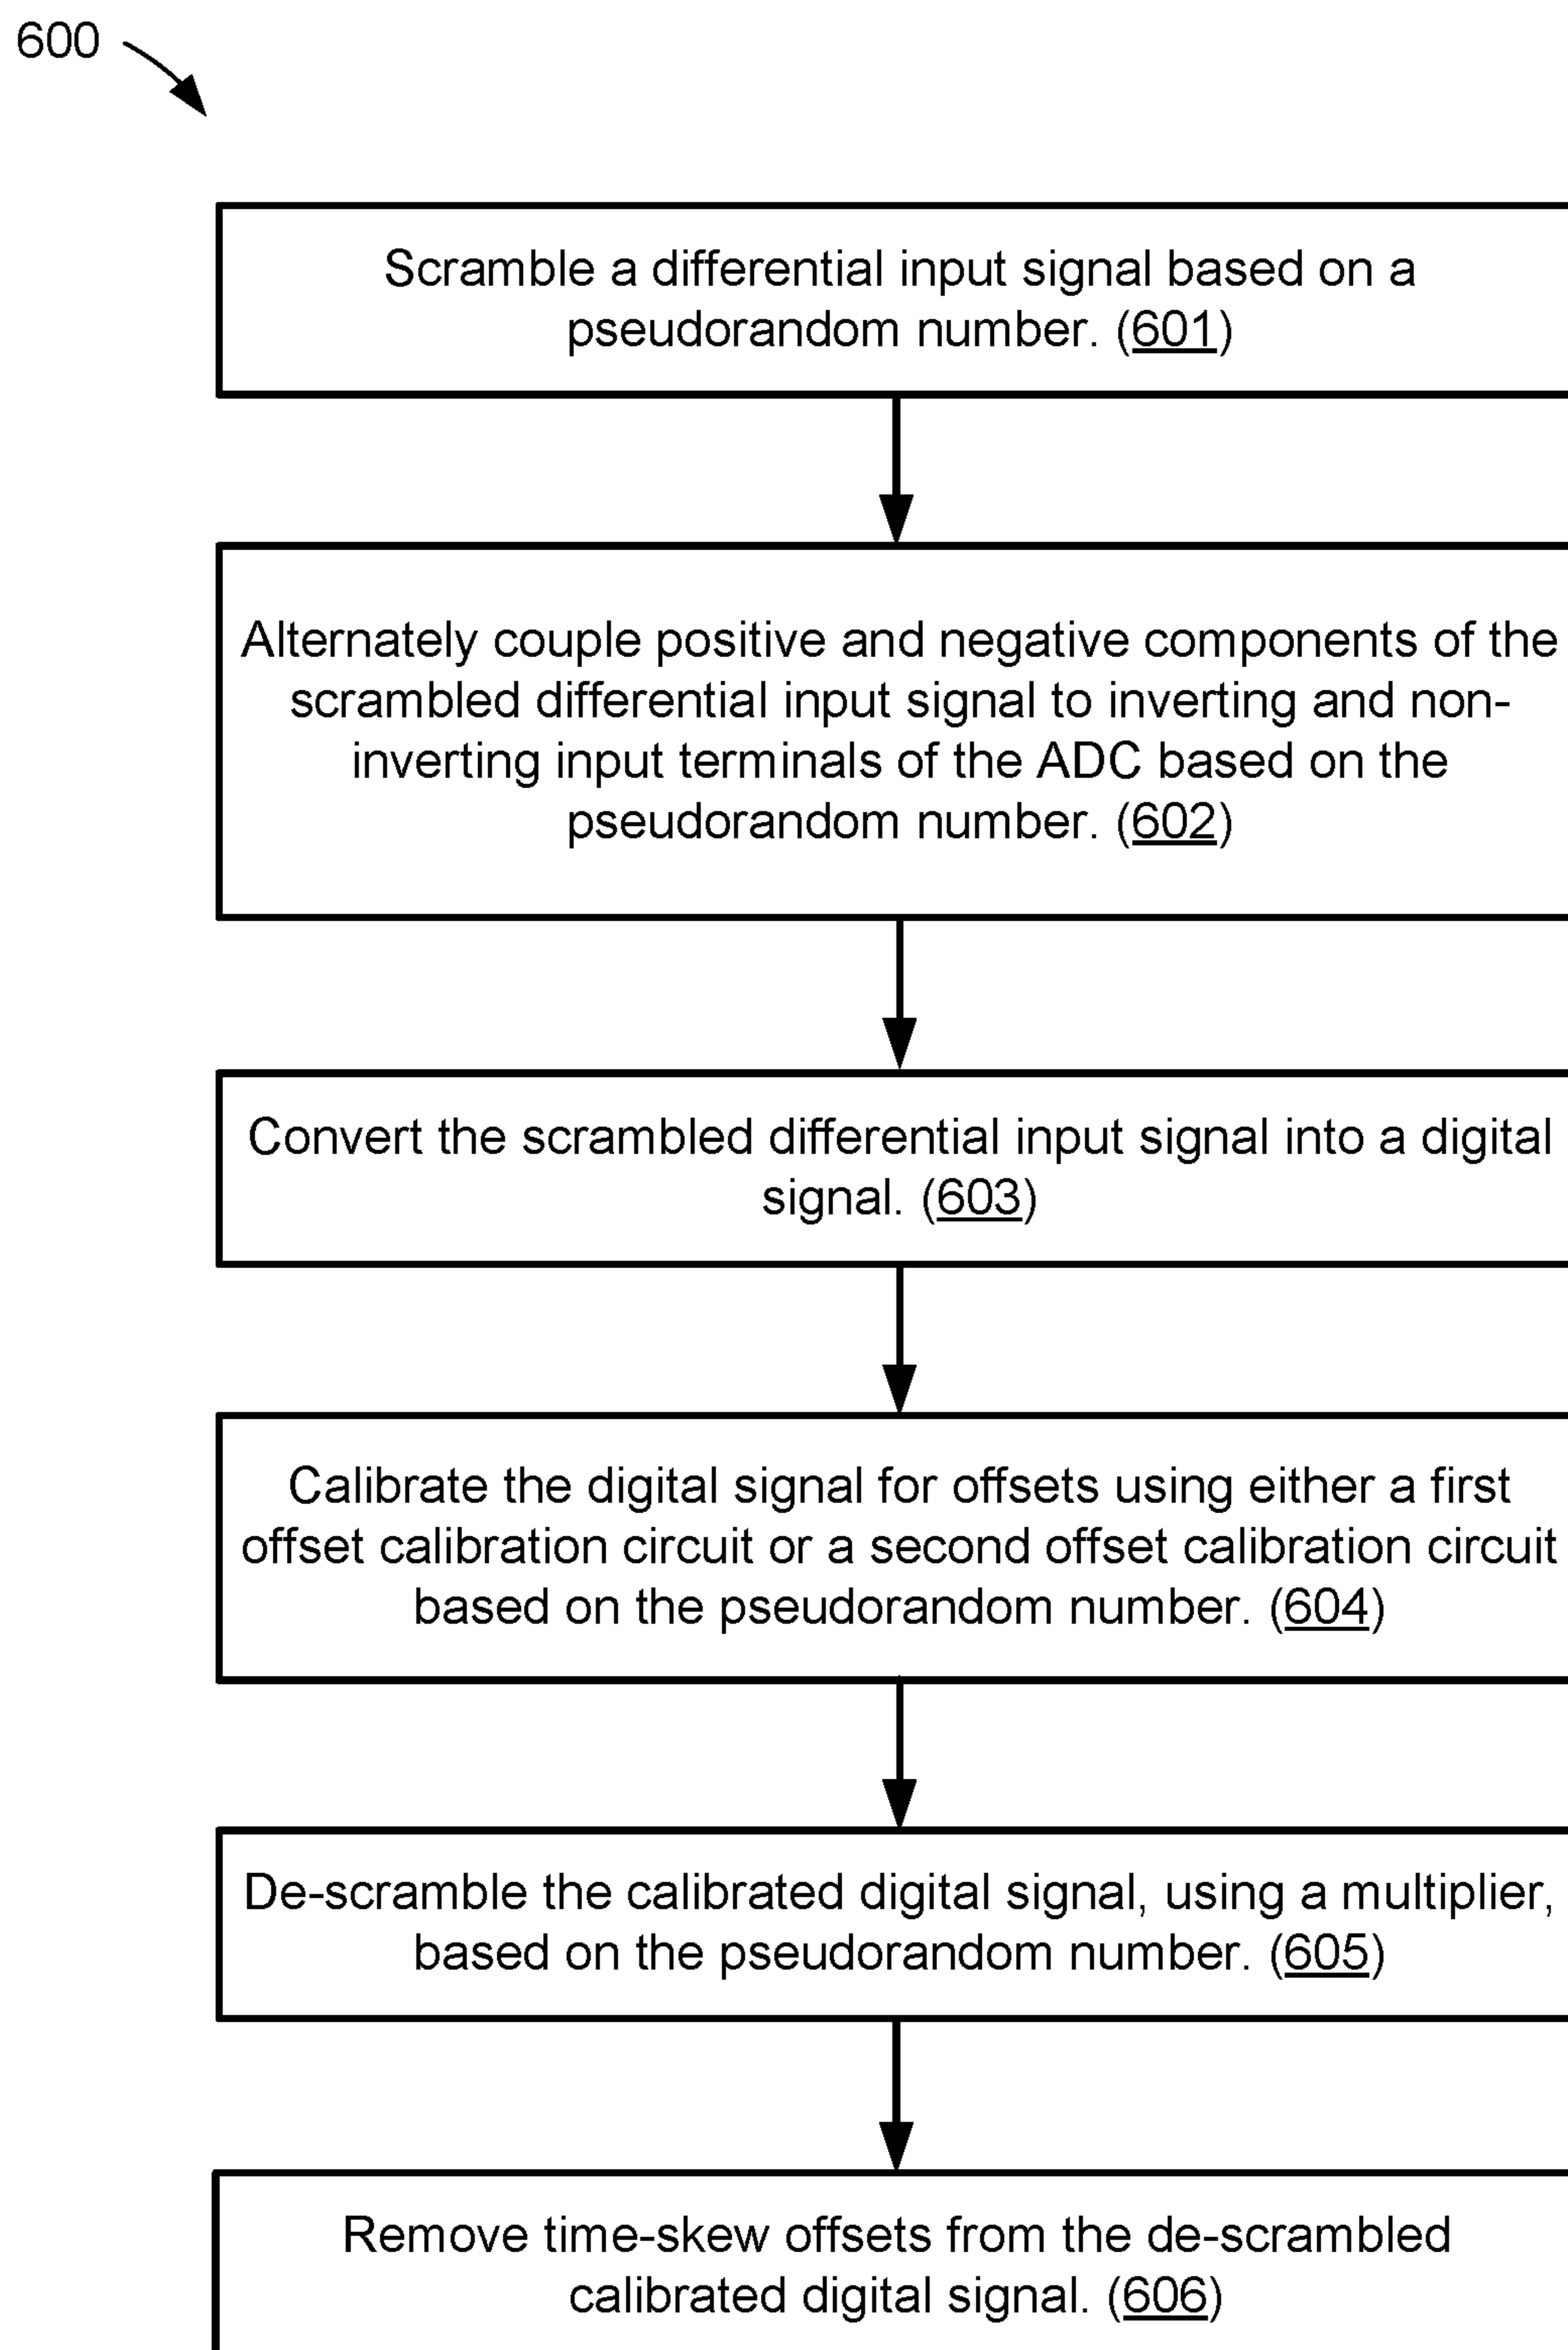 600
Scramble a differential input signal based on a
pseudorandom number. (601)
Alternately couple positive and negative components of the
scrambled differential input signal to inverting and non-
inverting input terminals of the ADC based on the
pseudorandom number. (602)
Convert the scrambled differential input signal into a digital
signal. (603)
Calibrate the digital signal for offsets using either a first
offset calibration circuit or a second offset calibration circuit
based on the pseudorandom number. (604)
De-scramble the calibrated digital signal, using a multiplier,
based on the pseudorandom number. (605)
Remove time-skew offsets from the de-scrambled
calibrated digital signal. (606)